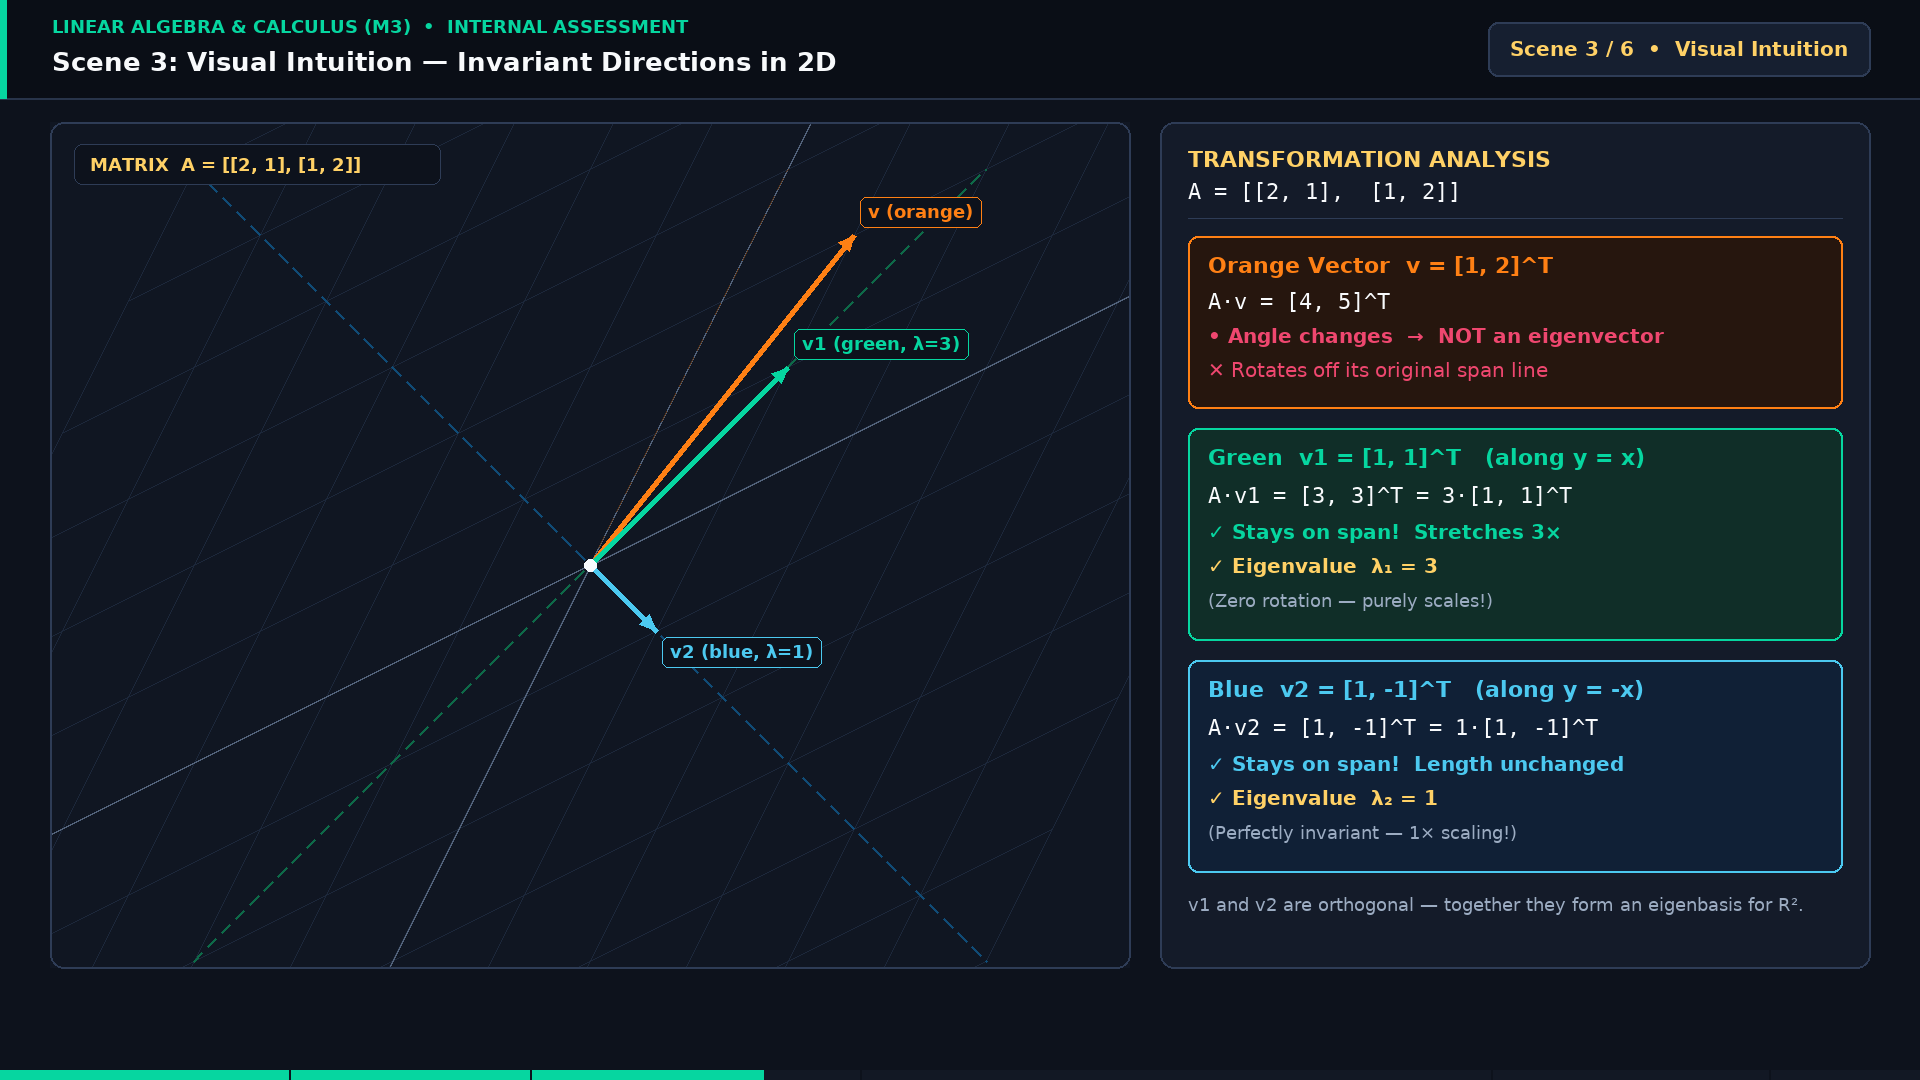 LINEAR ALGEBRA & CALCULUS (M3) • INTERNAL ASSESSMENT
Scene 3: Visual Intuition — Invariant Directions in 2D
Scene 3 / 6 • Visual Intuition
MATRIX A = [[2, 1], [1, 2]]
v (orange)
v1 (green, λ=3)
v2 (blue, λ=1)
TRANSFORMATION ANALYSIS
A = [[2, 1], [1, 2]]
Orange Vector v = [1, 2]^T
A·v = [4, 5]^T
• Angle changes → NOT an eigenvector
✕ Rotates off its original span line
Green v1 = [1, 1]^T (along y = x)
A·v1 = [3, 3]^T = 3·[1, 1]^T
✓ Stays on span! Stretches 3×
✓ Eigenvalue λ₁ = 3
(Zero rotation — purely scales!)
Blue v2 = [1, -1]^T (along y = -x)
A·v2 = [1, -1]^T = 1·[1, -1]^T
✓ Stays on span! Length unchanged
✓ Eigenvalue λ₂ = 1
(Perfectly invariant — 1× scaling!)
v1 and v2 are orthogonal — together they form an eigenbasis for R².